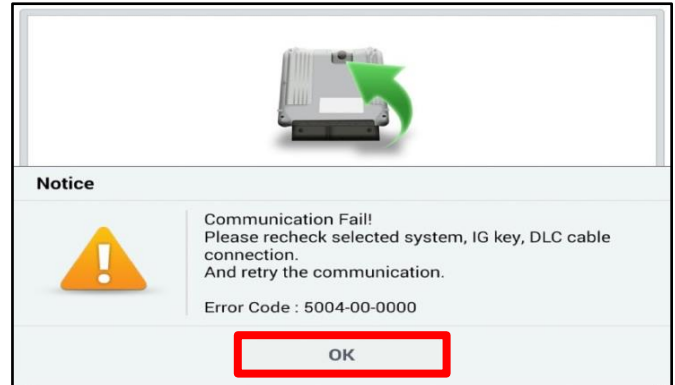 Notice
Communication Fail!
Please recheck selected system, IG key, DLC cable
connection.
And retry the communication.
Error Code : 5004-00-0000
OK